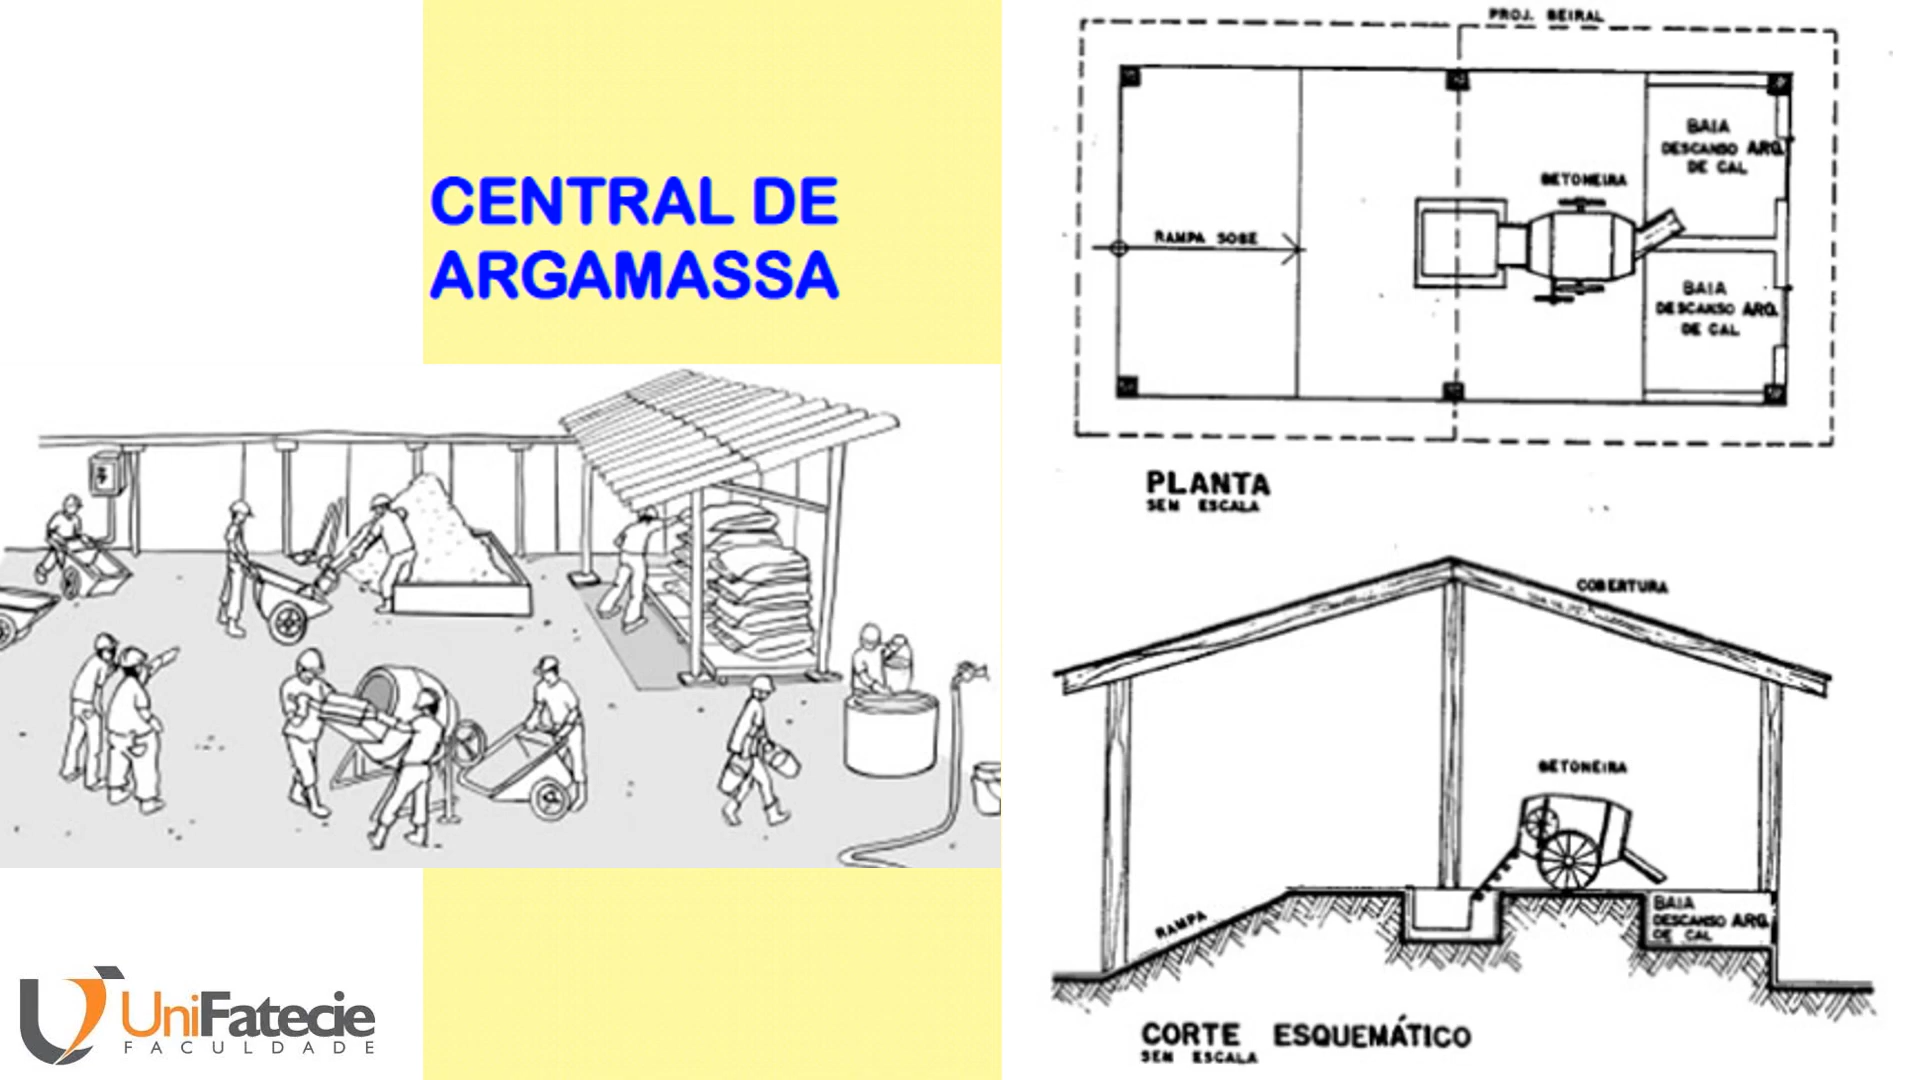 CENTRAL DE
ARGAMASSA
UniFatecie
FACULDADE
PROJ. BEIRAL
BAIA
DESCANSO ARG.
DE CAL
BETONEIRA
RAMPA SOBE
BAIA
DESCANSO ARG.
DE CAL
PLANTA
SEM ESCALA
COBERTURA
BETONEIRA
RAMPA
BAIA
DESCANSO ARG.
DE CAL
CORTE ESQUEMÁTICO
SEM ESCALA